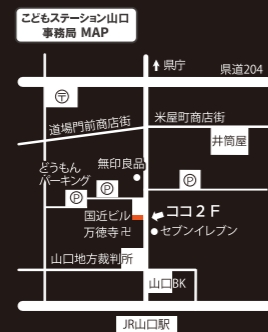 こどもステーション山口
事務局 MAP
↑県庁
県道204
〒
道場門前商店街
米屋町商店街
井筒屋
どうもん
パーキング
無印良品
Ⓟ
Ⓟ
Ⓟ
国近ビル
ココ2F
万徳寺卍
セブンイレブン
山口地方裁判所
山口BK
JR山口駅